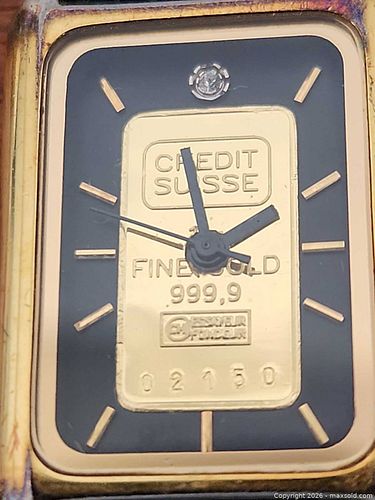 CREDIT
SUISSE
FINE GOLD
999,9
ESSAYEUR
FONDEUR
02150
Copyright 2026 - maxsold.com